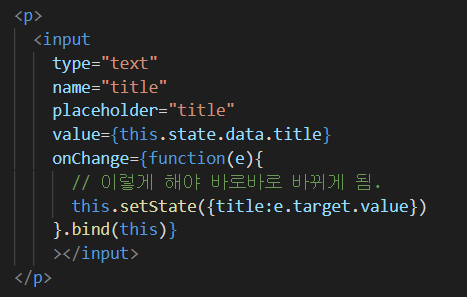 <p>
<input
type="text"
name="title"
placeholder="title"
value={this.state.data.title}
onChange={function(e){
// 이렇게 해야 바로바로 바뀌게 됨.
this.setState({title:e.target.value})
}.bind(this)}
></input>
</p>